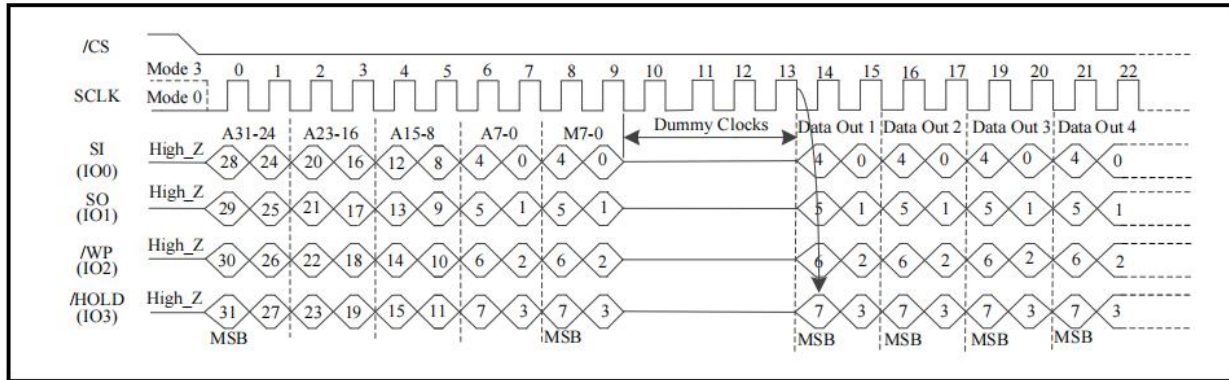 /CS
Mode 3 0 1 2 3 4 5 6 7 8 9 10 11 12 13 14 15 16 17 19 20 21 22
SCLK Mode 0
A31-24 A23-16 A15-8 A7-0 M7-0 Dummy Clocks Data Out 1 Data Out 2 Data Out 3 Data Out 4
SI (IO0) High_Z 28 24 20 16 12 8 4 0 4 0 4 0 4 0 4 0 4 0
SO (IO1) High_Z 29 25 21 17 13 9 5 1 5 1 5 1 5 1 5 1 5 1
/WP (IO2) High_Z 30 26 22 18 14 10 6 2 6 2 6 2 6 2 6 2 6 2
/HOLD (IO3) High_Z 31 27 23 19 15 11 7 3 7 3 7 3 7 3 7 3 7 3
MSB MSB MSB MSB MSB MSB